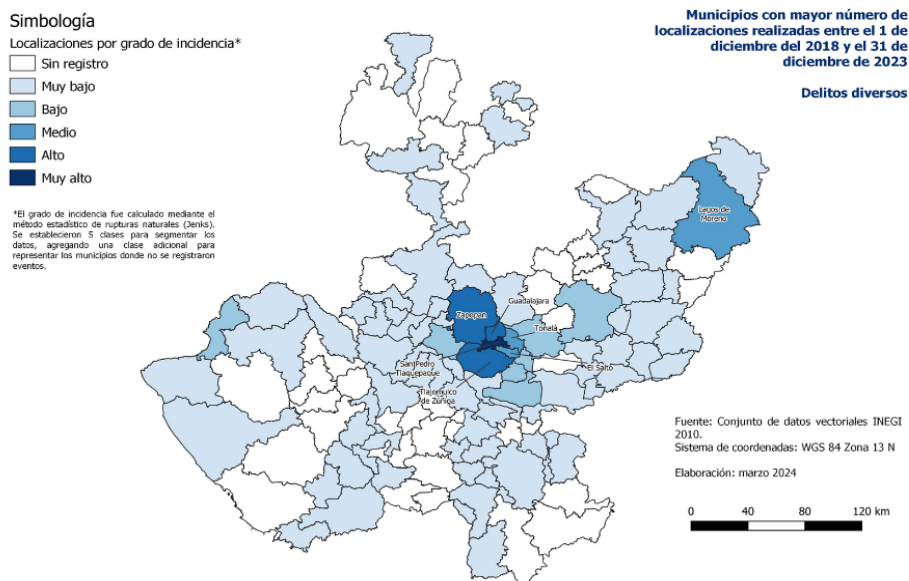 Simbología
Localizaciones por grado de incidencia*
Sin registro
Muy bajo
Bajo
Medio
Alto
Muy alto
*El grado de incidencia fue calculado mediante el
método estadístico de rupturas naturales (Jenks).
Se establecieron 5 clases para segmentar los
datos, agregando una clase adicional para
representar los municipios donde no se registraron
eventos.
Municipios con mayor número de
localizaciones realizadas entre el 1 de
diciembre del 2018 y el 31 de
diciembre de 2023
Delitos diversos
Lagos de
Moreno
Guadalajara
Zapopan
Tonalá
San Pedro
Tlaquepaque
El Salto
Tlajomulco
de Zúñiga
Fuente: Conjunto de datos vectoriales INEGI
2010.
Sistema de coordenadas: WGS 84 Zona 13 N
Elaboración: marzo 2024
0 40 80 120 km